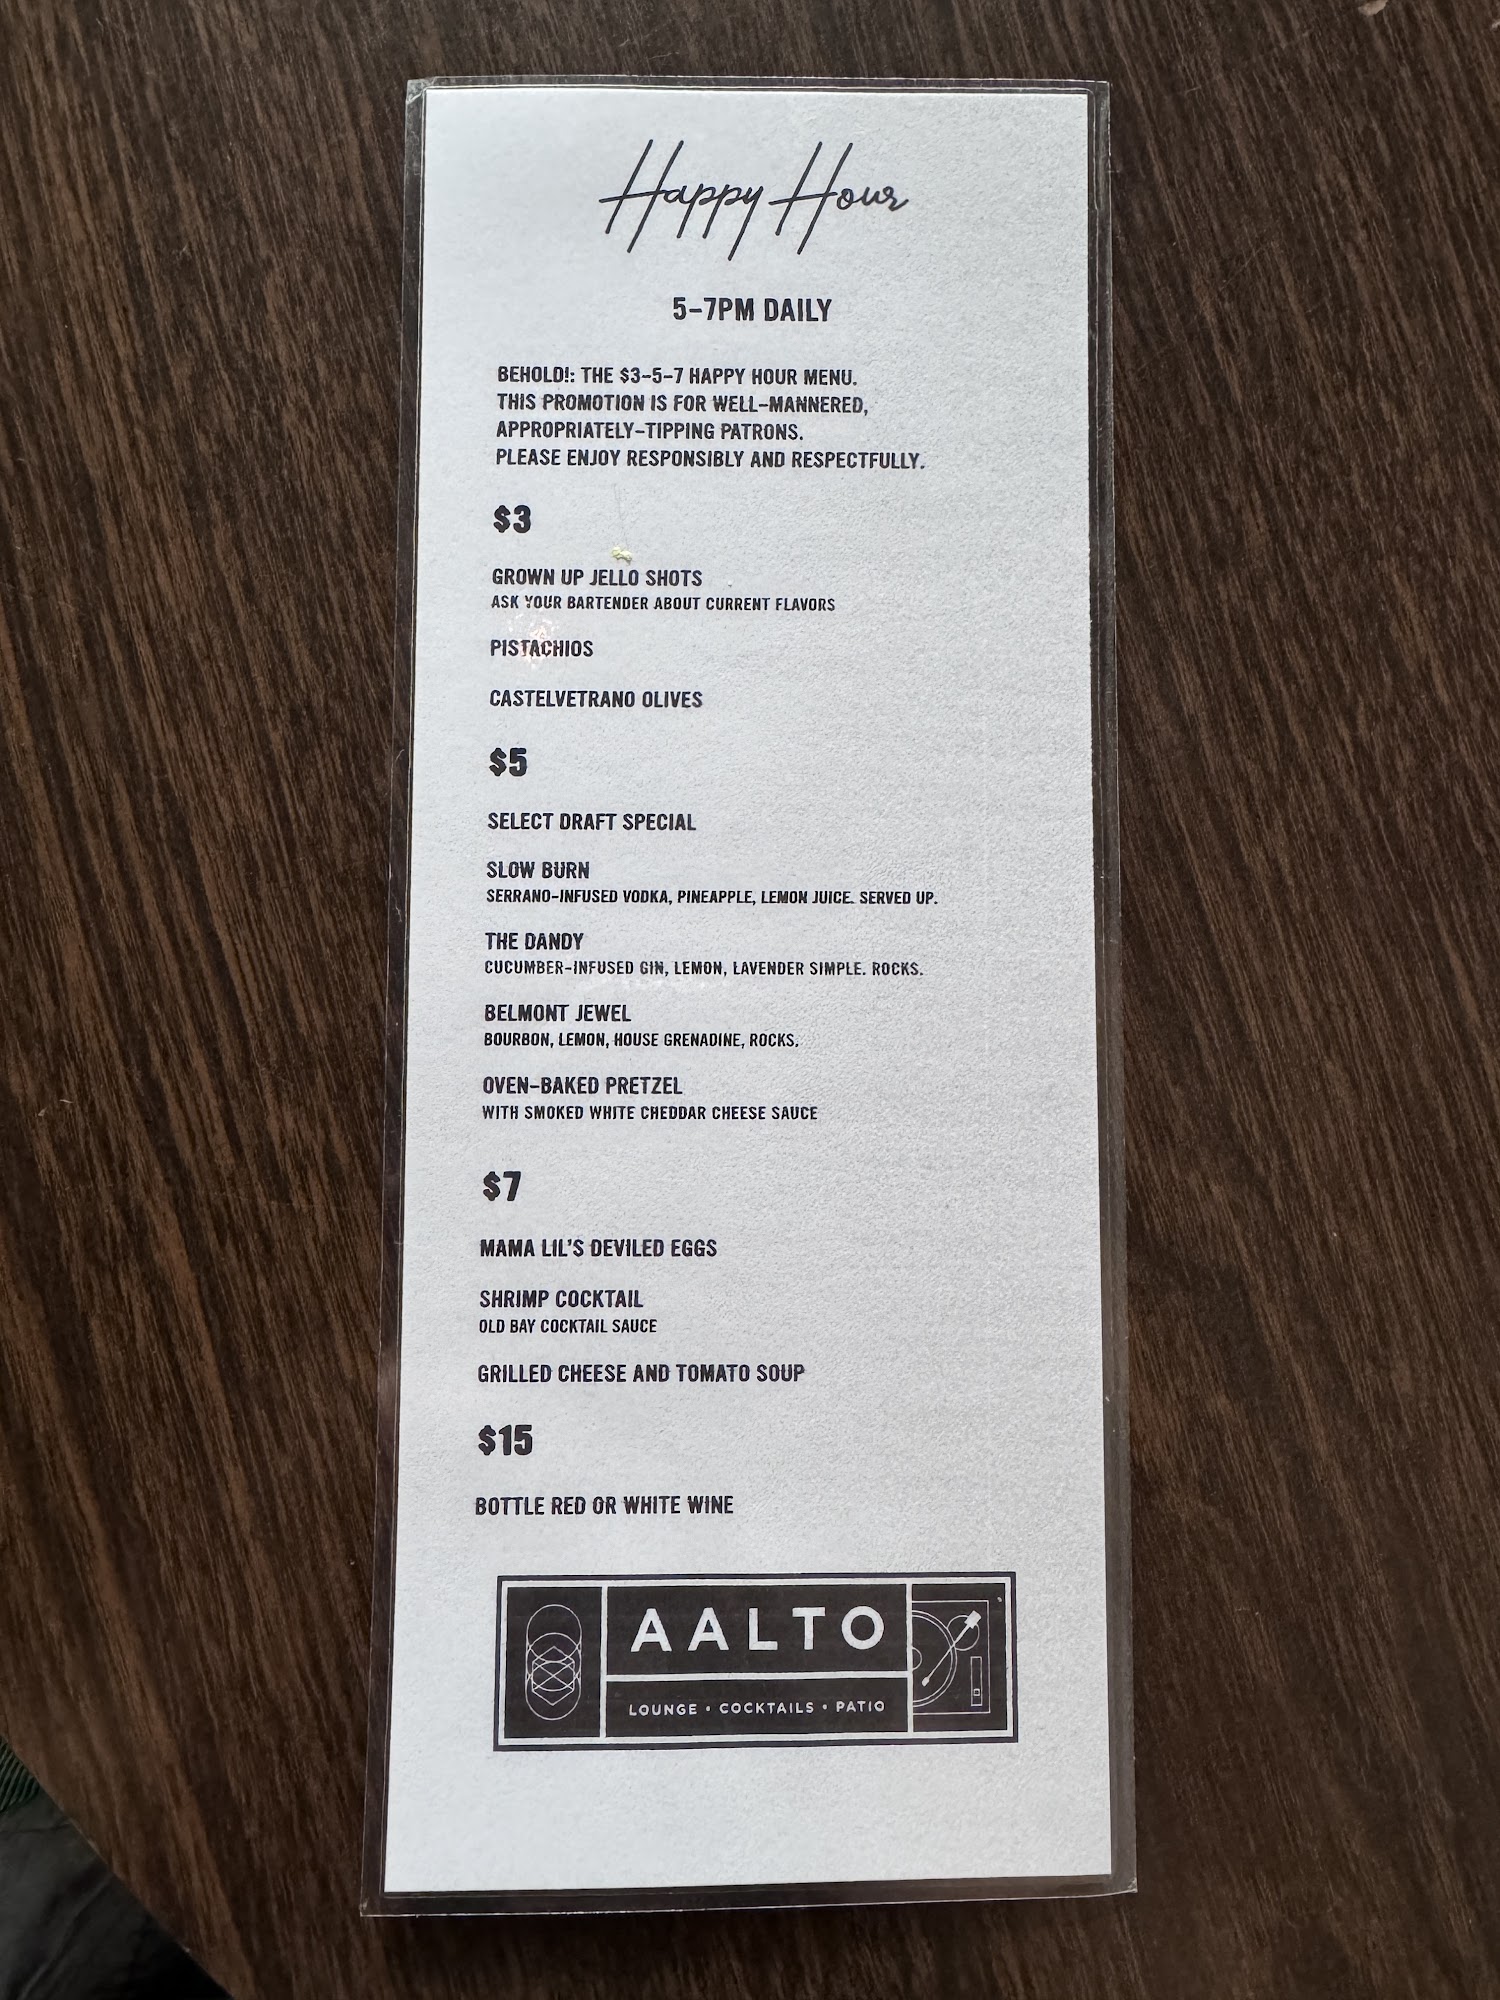 Happy Hour
5-7PM DAILY
BEHOLD!: THE $3-5-7 HAPPY HOUR MENU.
THIS PROMOTION IS FOR WELL-MANNERED,
APPROPRIATELY-TIPPING PATRONS.
PLEASE ENJOY RESPONSIBLY AND RESPECTFULLY.
$3
GROWN UP JELLO SHOTS
ASK YOUR BARTENDER ABOUT CURRENT FLAVORS
PISTACHIOS
CASTELVETRANO OLIVES
$5
SELECT DRAFT SPECIAL
SLOW BURN
SERRANO-INFUSED VODKA, PINEAPPLE, LEMON JUICE. SERVED UP.
THE DANDY
CUCUMBER-INFUSED GIN, LEMON, LAVENDER SIMPLE. ROCKS.
BELMONT JEWEL
BOURBON, LEMON, HOUSE GRENADINE, ROCKS.
OVEN-BAKED PRETZEL
WITH SMOKED WHITE CHEDDAR CHEESE SAUCE
$7
MAMA LIL'S DEVILED EGGS
SHRIMP COCKTAIL
OLD BAY COCKTAIL SAUCE
GRILLED CHEESE AND TOMATO SOUP
$15
BOTTLE RED OR WHITE WINE
AALTO
LOUNGE • COCKTAILS • PATIO